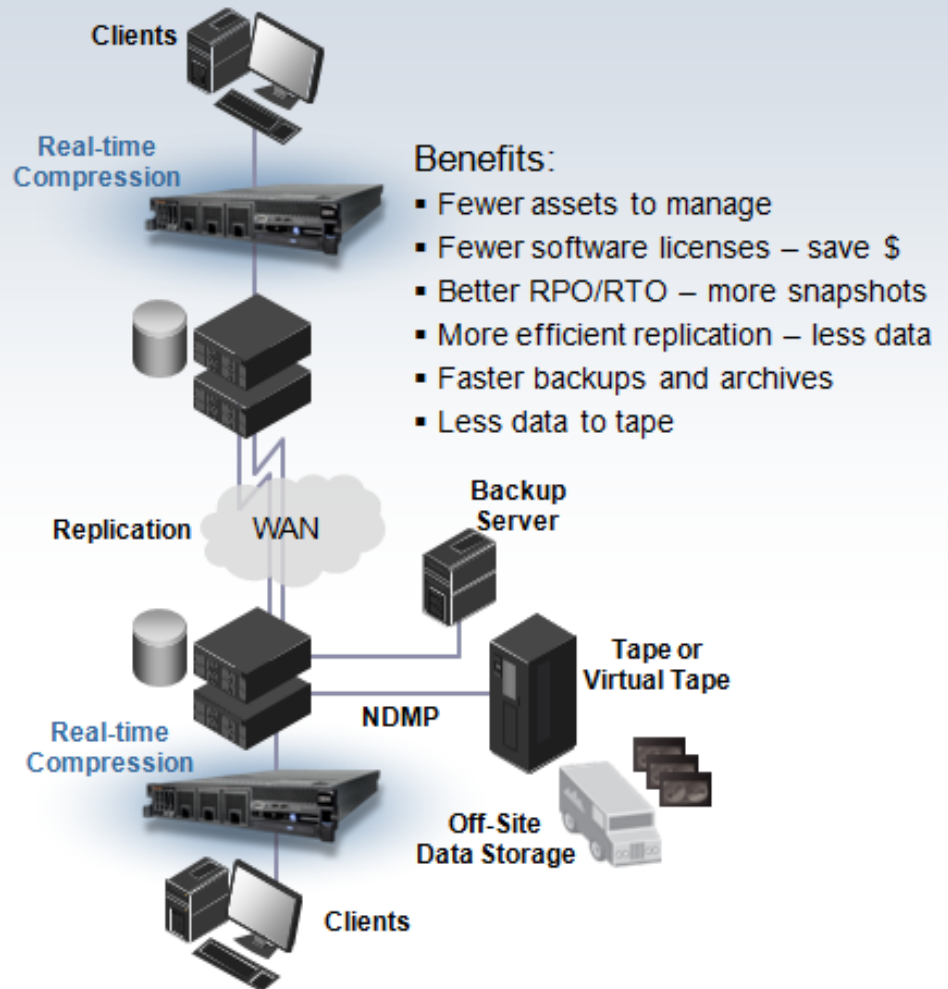 Clients
Real-time
Compression
Benefits:
▪ Fewer assets to manage
▪ Fewer software licenses – save $
▪ Better RPO/RTO – more snapshots
▪ More efficient replication – less data
▪ Faster backups and archives
▪ Less data to tape
Replication
WAN
Backup
Server
Tape or
Virtual Tape
NDMP
Real-time
Compression
Off-Site
Data Storage
Clients